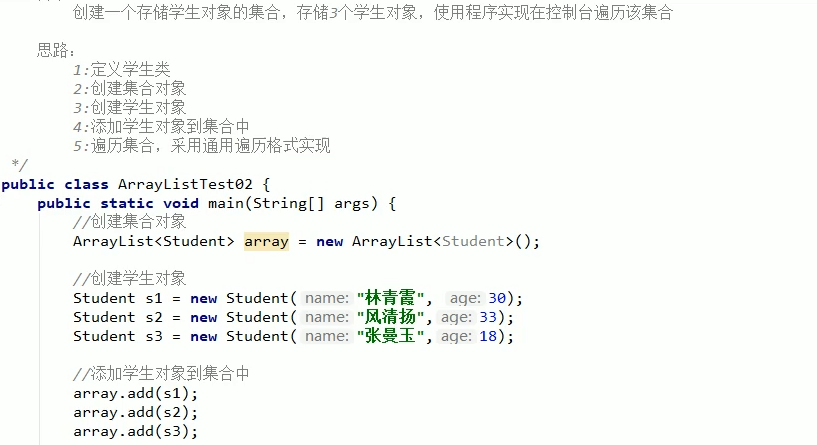 创建一个存储学生对象的集合，存储3个学生对象，使用程序实现在控制台遍历该集合
思路：
1:定义学生类
2:创建集合对象
3:创建学生对象
4:添加学生对象到集合中
5:遍历集合，采用通用遍历格式实现
*/
public class ArrayListTest02 {
public static void main(String[] args) {
//创建集合对象
ArrayList<Student> array = new ArrayList<Student>();
//创建学生对象
Student s1 = new Student( name: "林青霞", age: 30);
Student s2 = new Student( name: "风清扬", age: 33);
Student s3 = new Student( name: "张曼玉", age: 18);
//添加学生对象到集合中
array.add(s1);
array.add(s2);
array.add(s3);